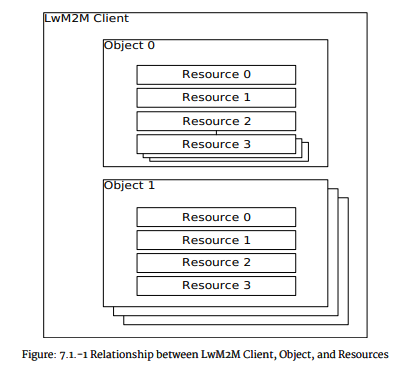 LwM2M Client
Object 0
Resource 0
Resource 1
Resource 2
Resource 3
Object 1
Resource 0
Resource 1
Resource 2
Resource 3
Figure: 7.1.-1 Relationship between LwM2M Client, Object, and Resources